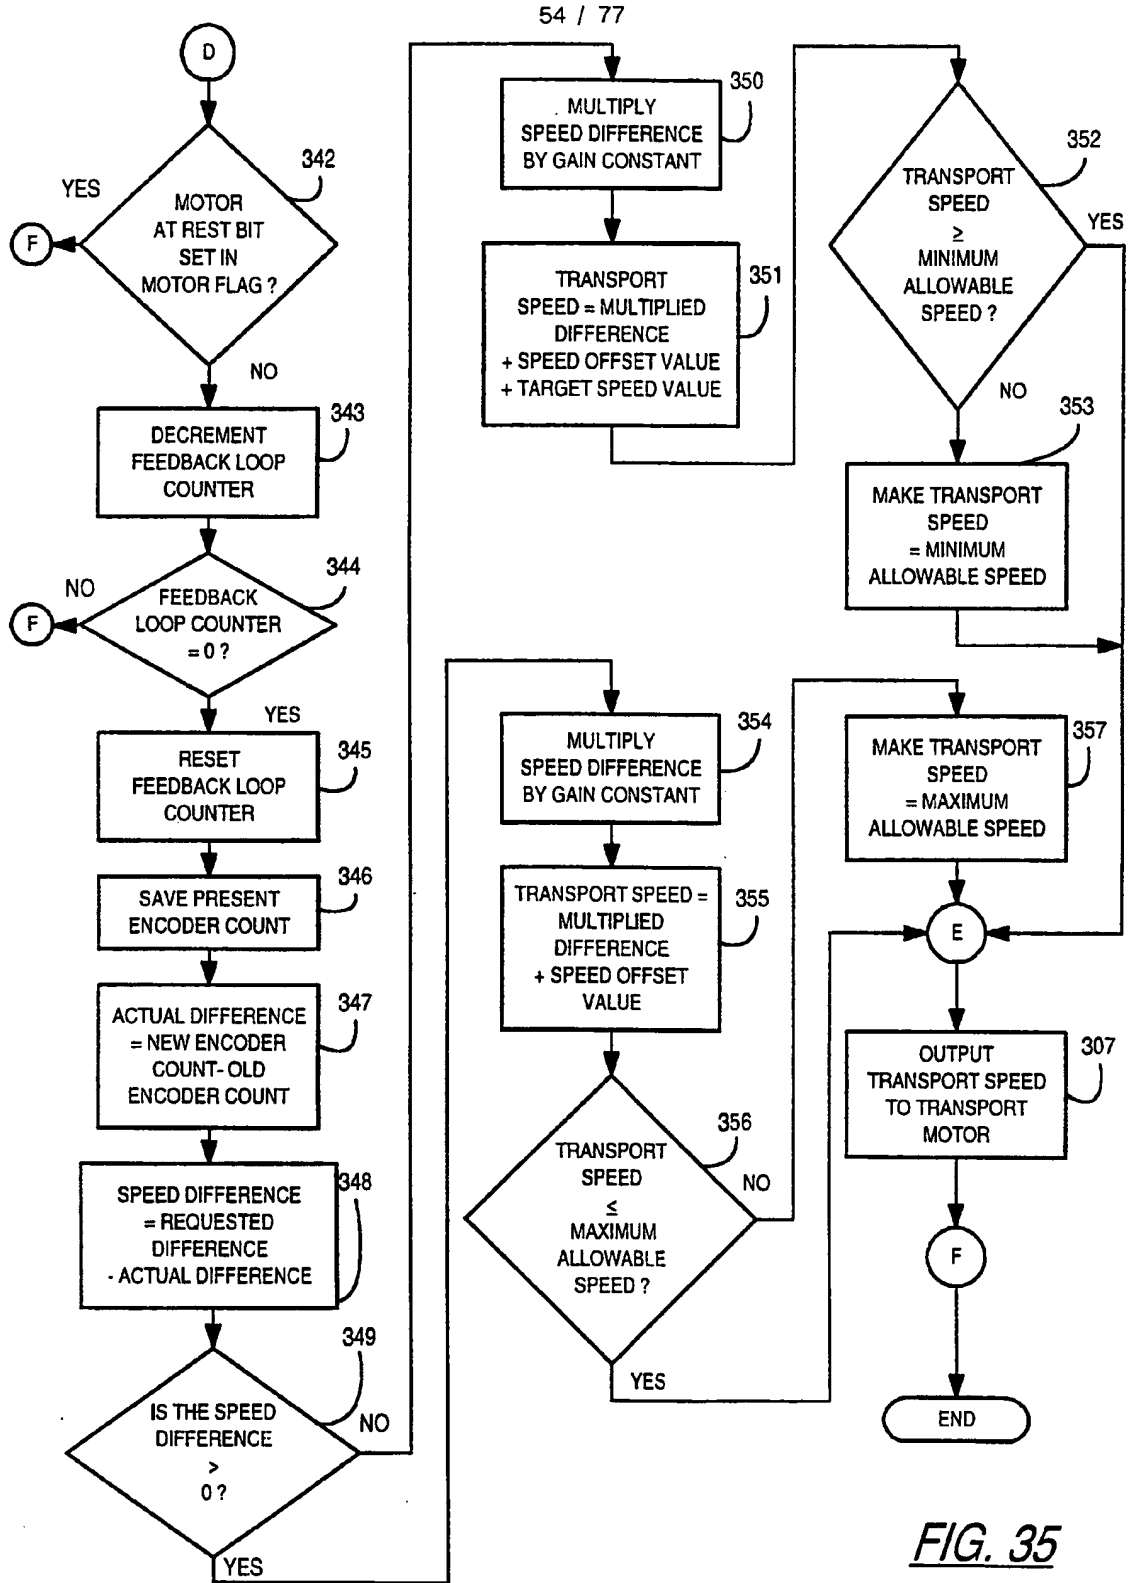 54 / 77
D
342
YES
MOTOR
AT REST BIT
SET IN
MOTOR FLAG ?
F
NO
343
DECREMENT
FEEDBACK LOOP
COUNTER
344
NO
FEEDBACK
LOOP COUNTER
= 0 ?
F
YES
345
RESET
FEEDBACK LOOP
COUNTER
346
SAVE PRESENT
ENCODER COUNT
347
ACTUAL DIFFERENCE
= NEW ENCODER
COUNT- OLD
ENCODER COUNT
348
SPEED DIFFERENCE
= REQUESTED
DIFFERENCE
- ACTUAL DIFFERENCE
349
IS THE SPEED
DIFFERENCE
>
0 ?
NO
YES
350
MULTIPLY
SPEED DIFFERENCE
BY GAIN CONSTANT
351
TRANSPORT
SPEED = MULTIPLIED
DIFFERENCE
+ SPEED OFFSET VALUE
+ TARGET SPEED VALUE
352
TRANSPORT
SPEED
≥
MINIMUM
ALLOWABLE
SPEED ?
YES
NO
353
MAKE TRANSPORT
SPEED
= MINIMUM
ALLOWABLE SPEED
354
MULTIPLY
SPEED DIFFERENCE
BY GAIN CONSTANT
355
TRANSPORT SPEED =
MULTIPLIED
DIFFERENCE
+ SPEED OFFSET
VALUE
356
TRANSPORT
SPEED
≤
MAXIMUM
ALLOWABLE
SPEED ?
NO
YES
357
MAKE TRANSPORT
SPEED
= MAXIMUM
ALLOWABLE SPEED
E
307
OUTPUT
TRANSPORT SPEED
TO TRANSPORT
MOTOR
F
END
FIG. 35